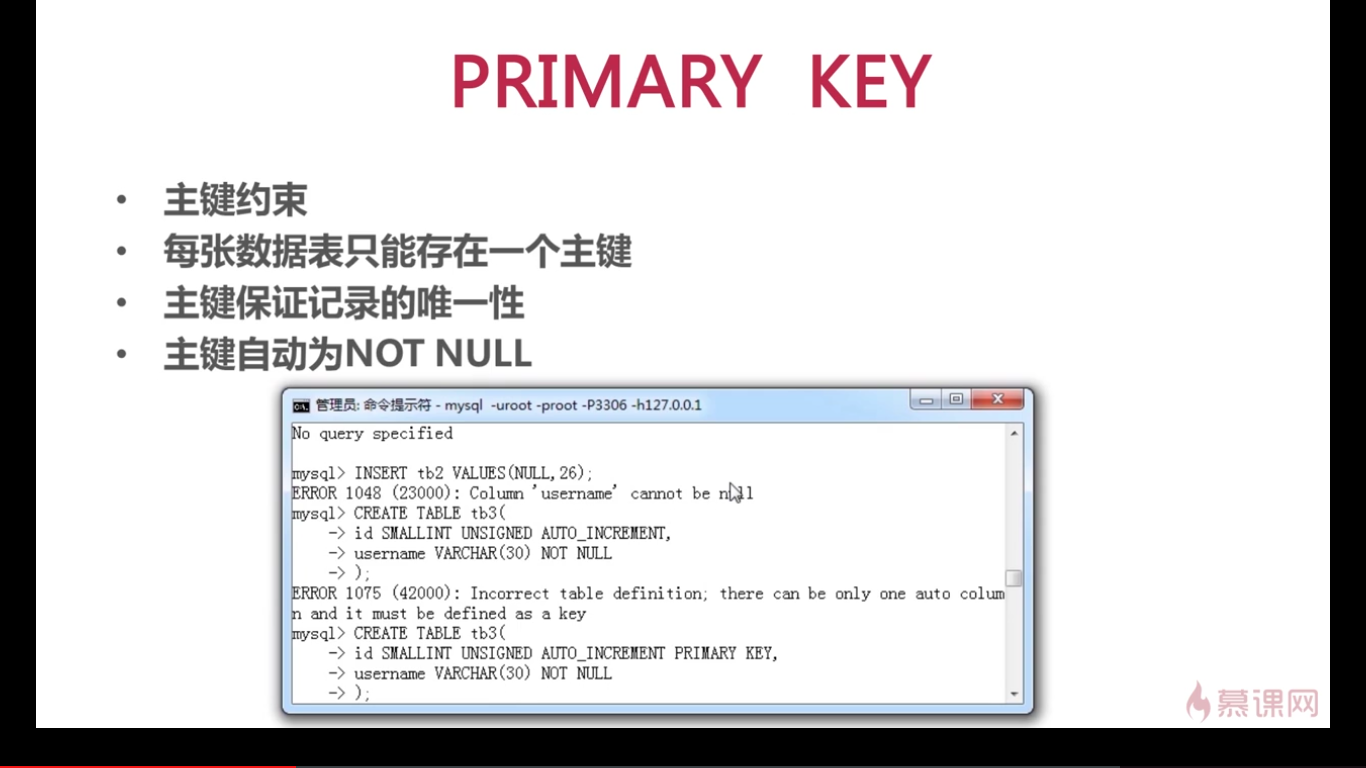 PRIMARY KEY
• 主键约束
• 每张数据表只能存在一个主键
• 主键保证记录的唯一性
• 主键自动为NOT NULL
管理员: 命令提示符 - mysql -uroot -proot -P3306 -h127.0.0.1
No query specified
mysql> INSERT tb2 VALUES(NULL,26);
ERROR 1048 (23000): Column 'username' cannot be null
mysql> CREATE TABLE tb3(
-> id SMALLINT UNSIGNED AUTO_INCREMENT,
-> username VARCHAR(30) NOT NULL
-> );
ERROR 1075 (42000): Incorrect table definition; there can be only one auto colum
n and it must be defined as a key
mysql> CREATE TABLE tb3(
-> id SMALLINT UNSIGNED AUTO_INCREMENT PRIMARY KEY,
-> username VARCHAR(30) NOT NULL
-> );
慕课网